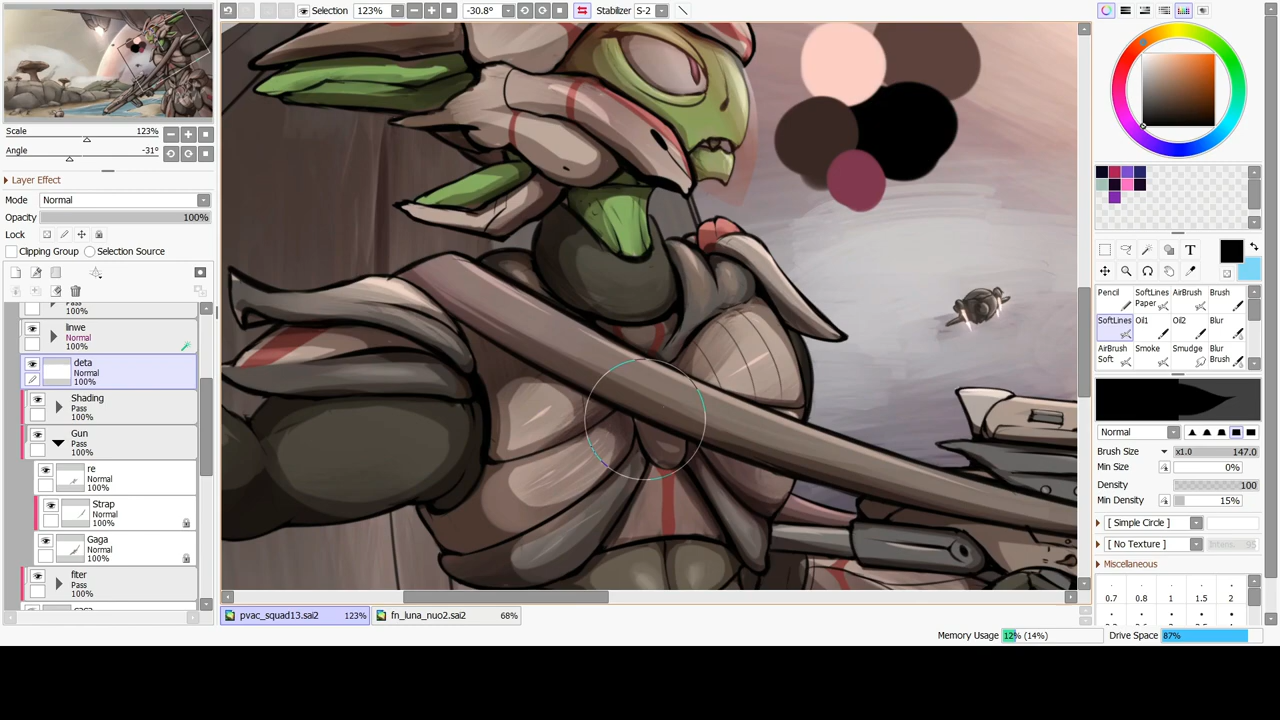 Selection 123% -30.8° Stabilizer S-2
Scale 123%
Angle -31°
Layer Effect
Mode Normal
Opacity 100%
Lock
Clipping Group Selection Source
Pass
100%
linwe
Normal
100%
deta
Normal
100%
Shading
Pass
100%
Gun
Pass
100%
re
Normal
100%
Strap
Normal
100%
Gaga
Normal
100%
fiter
Pass
100%
pvac_squad13.sai2 123% fn_luna_nuo2.sai2 68%
Memory Usage 12% (14%) Drive Space 87%
T
Pencil SoftLines Paper AirBrush Brush
SoftLines Oil1 Oil2 Blur
AirBrush Soft Smoke Smudge Blur Brush
Normal
Brush Size x1.0 147.0
Min Size 0%
Density 100
Min Density 15%
[ Simple Circle ]
[ No Texture ] Intens 95
Miscellaneous
0.7 0.8 1 1.5 2